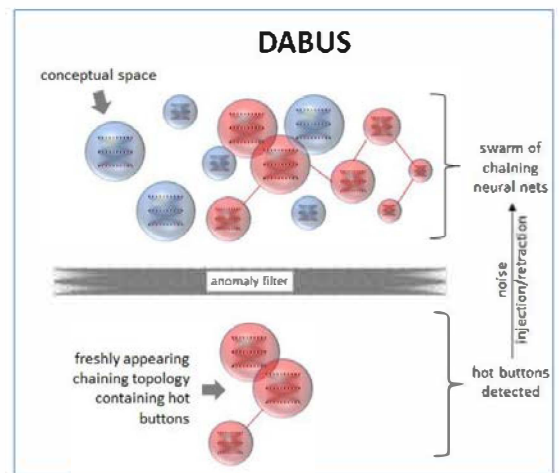 DABUS
conceptual space
swarm of
chaining
neural nets
anomaly filter
noise
injection/retraction
freshly appearing
chaining topology
containing hot
buttons
hot buttons
detected